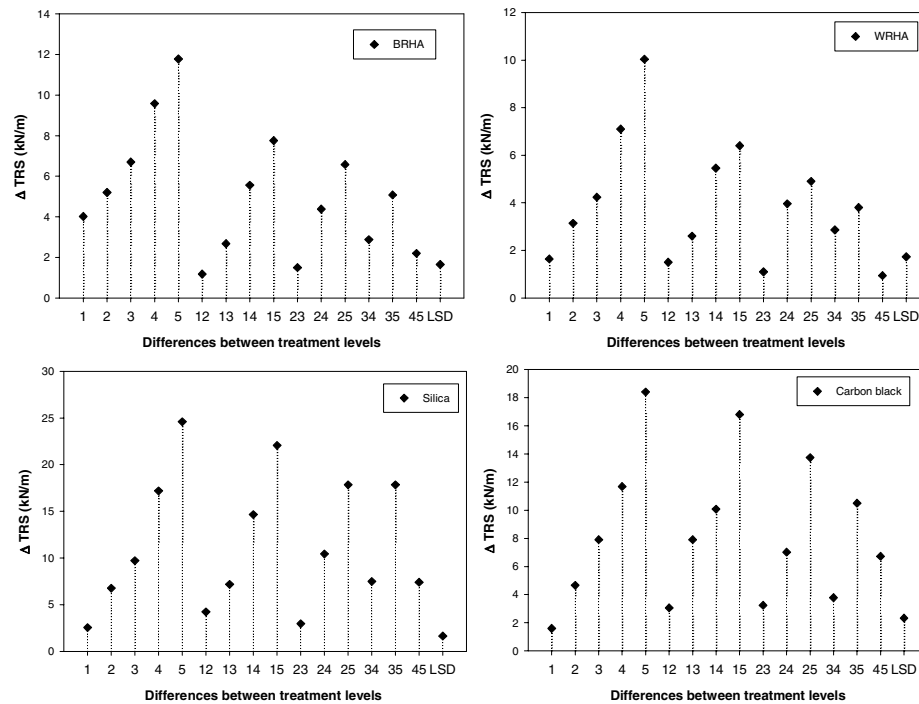 14
12
10
8
6
4
2
0
Δ TRS (kN/m)
BRHA
1 2 3 4 5 12 13 14 15 23 24 25 34 35 45 LSD
Differences between treatment levels
12
10
8
6
4
2
0
Δ TRS (kN/m)
WRHA
1 2 3 4 5 12 13 14 15 23 24 25 34 35 45 LSD
Differences between treatment levels
30
25
20
15
10
5
0
Δ TRS (kN/m)
Silica
1 2 3 4 5 12 13 14 15 23 24 25 34 35 45 LSD
Differences between treatment levels
20
18
16
14
12
10
8
6
4
2
0
Δ TRS (kN/m)
Carbon black
1 2 3 4 5 12 13 14 15 23 24 25 34 35 45 LSD
Differences between treatment levels